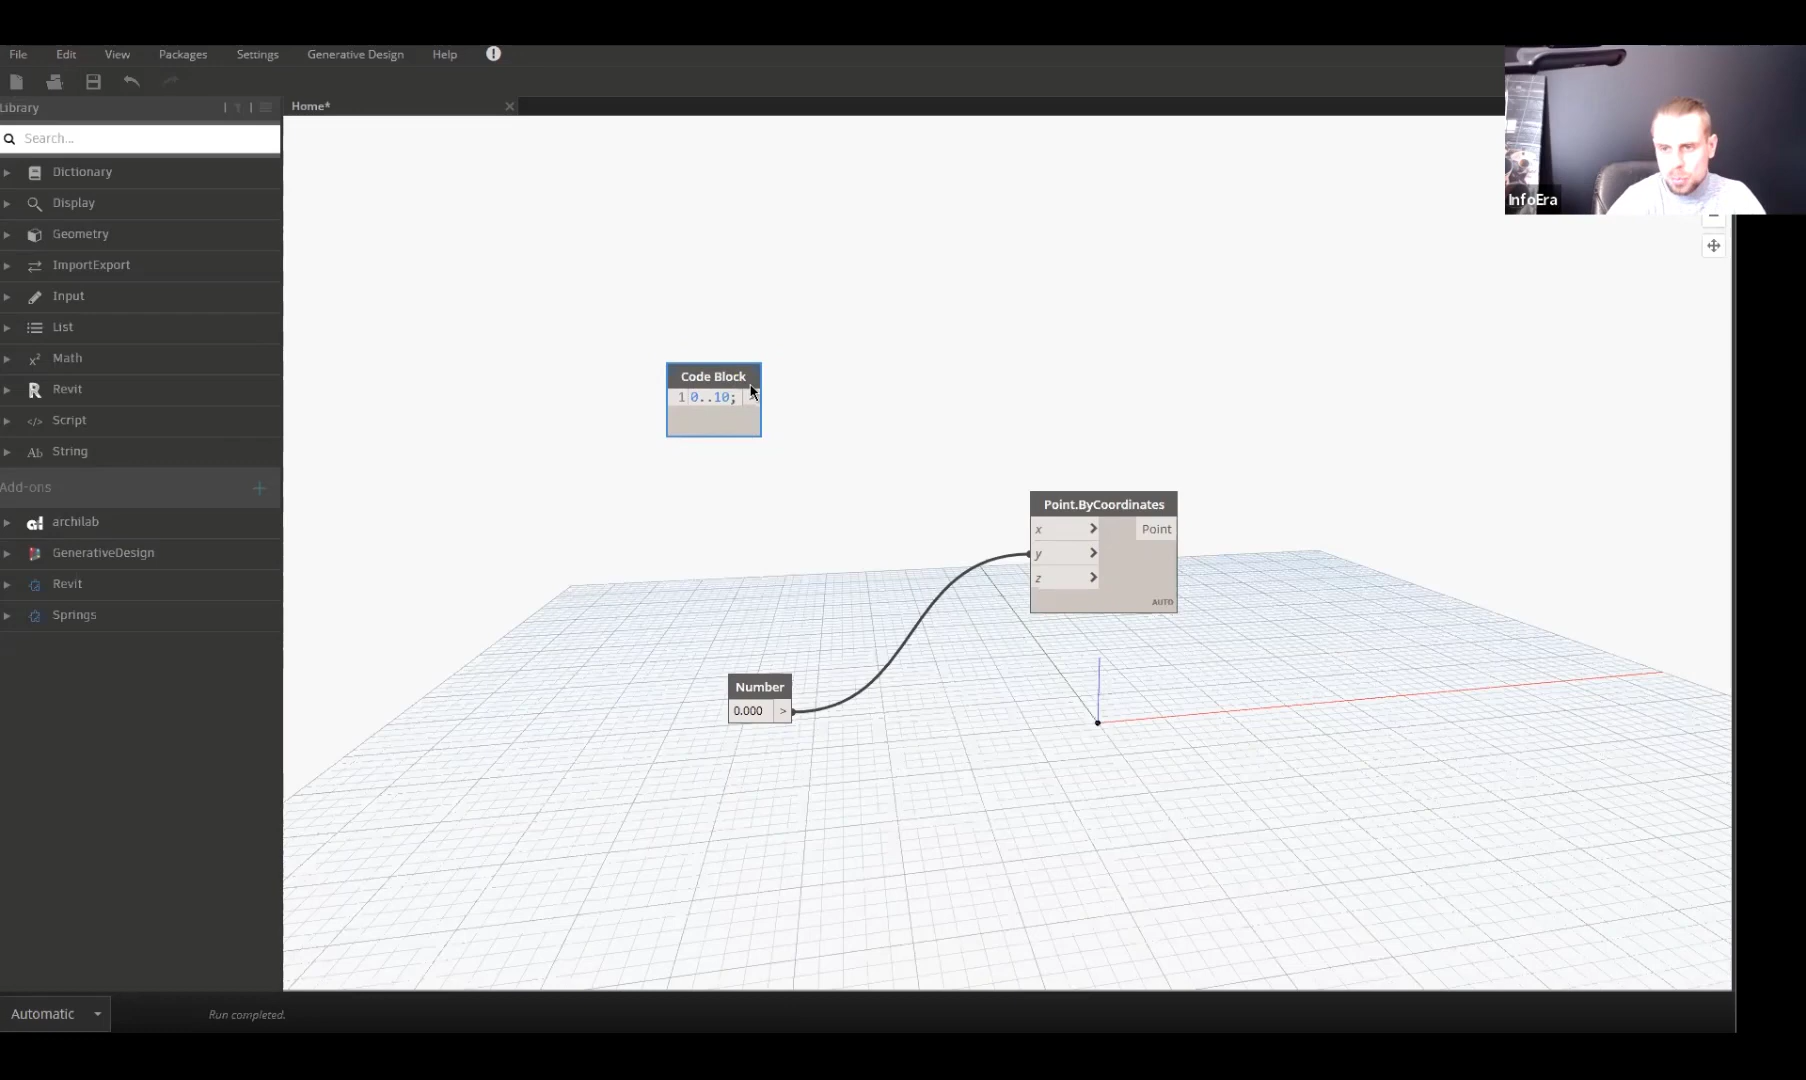 File Edit View Packages Settings Generative Design Help
Library
Home*
Search...
Dictionary
Display
Geometry
ImportExport
Input
List
Math
Revit
Script
String
Add-ons
archilab
GenerativeDesign
Revit
Springs
InfoEra
Code Block
1 0..10;
Point.ByCoordinates
x > Point
y >
z >
AUTO
Number
0.000 >
Automatic
Run completed.